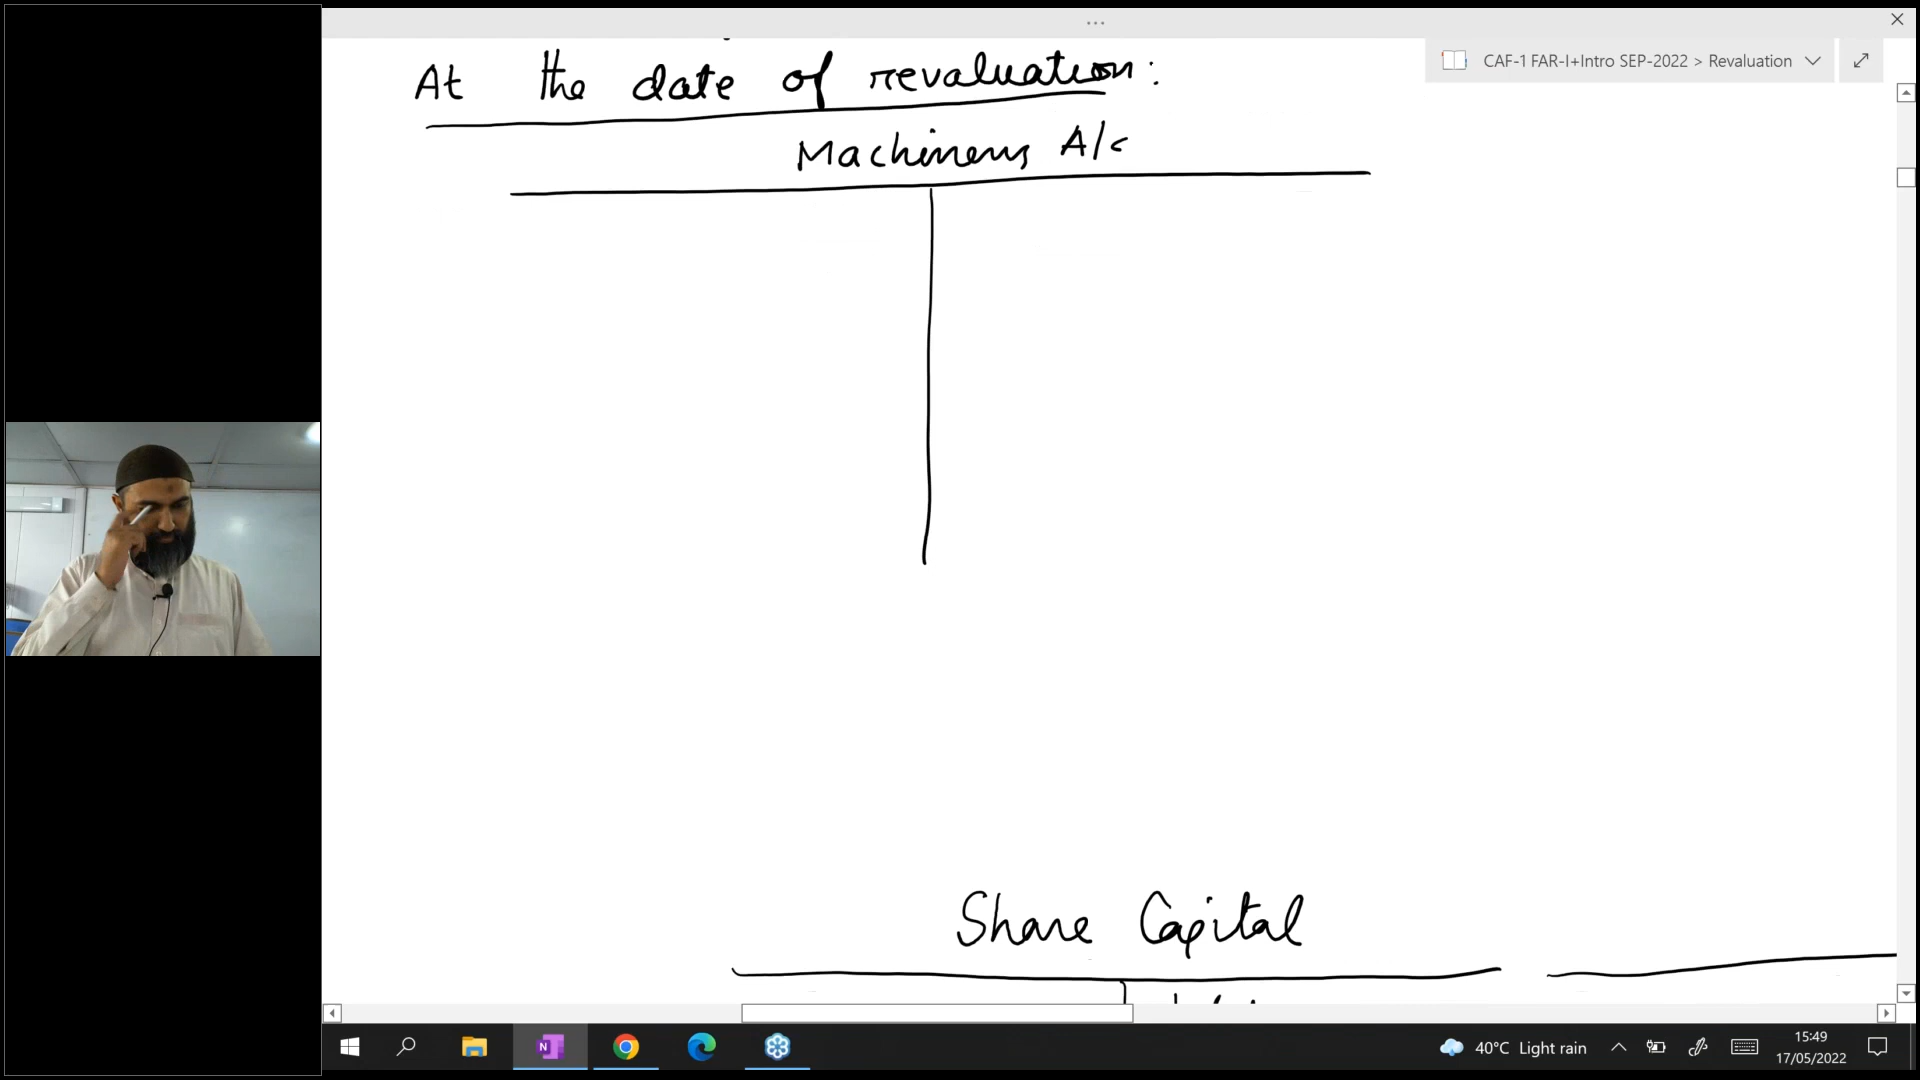 ...
CAF-1 FAR-I+Intro SEP-2022 > Revaluation
At the date of revaluation:
Machinery A/c
Share Capital
40°C Light rain
15:49
17/05/2022